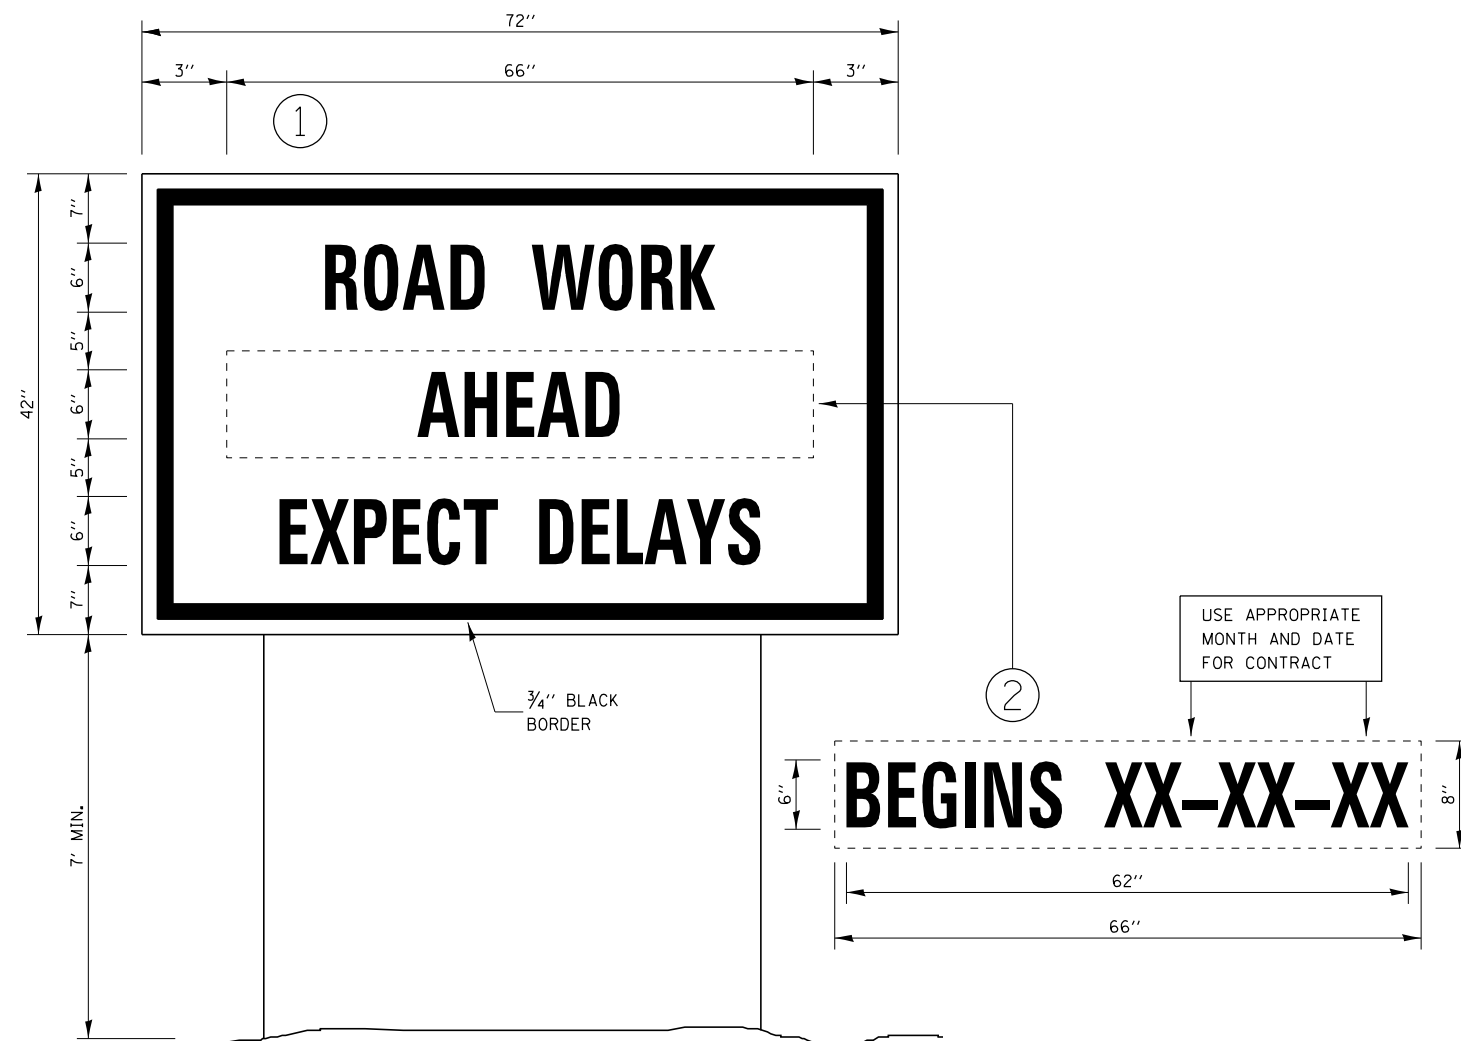 72''
3'' 66'' 3''
1
7''
6''
5''
6''
5''
6''
7''
42''
ROAD WORK
AHEAD
EXPECT DELAYS
3/4'' BLACK
BORDER
7' MIN.
2
USE APPROPRIATE
MONTH AND DATE
FOR CONTRACT
6''
BEGINS XX-XX-XX
8''
62''
66''